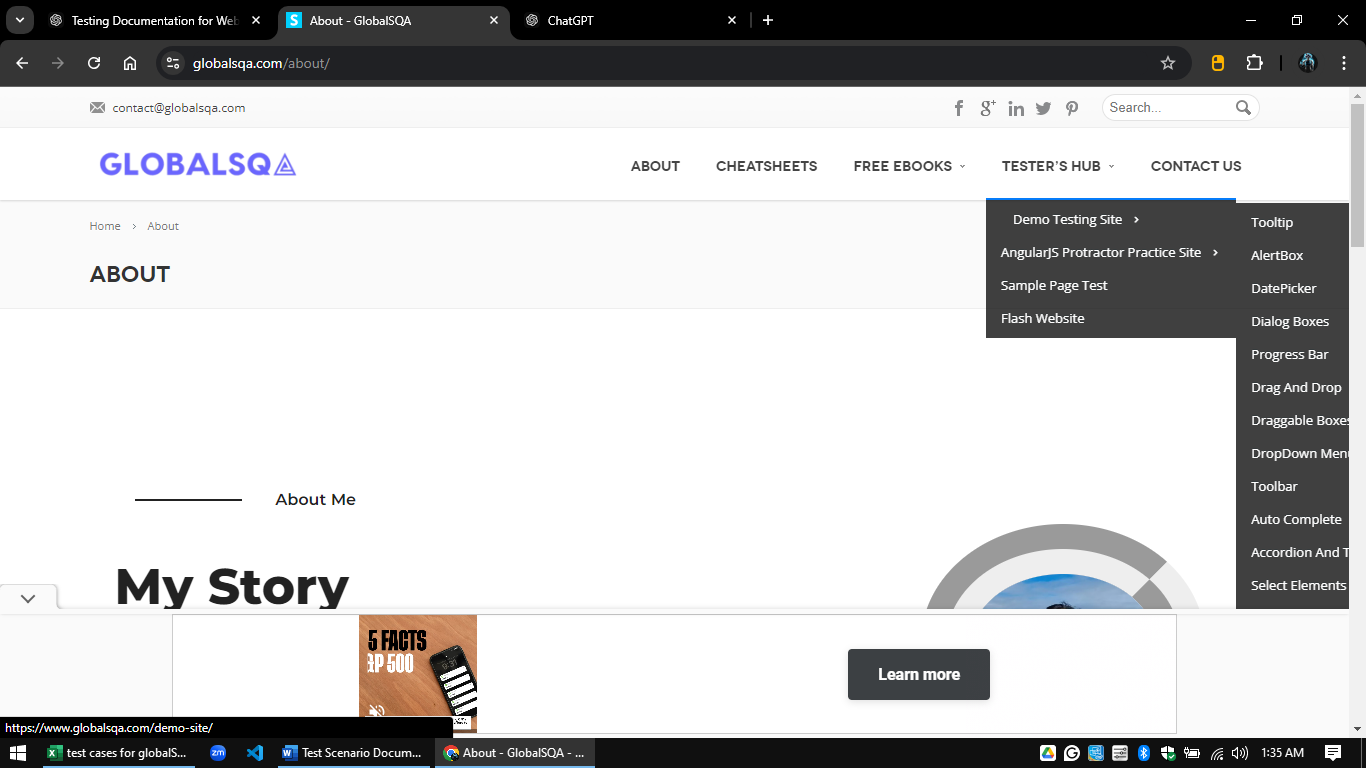 Testing Documentation for Web
About - GlobalSQA
ChatGPT
globalsqa.com/about/
contact@globalsqa.com
Search...
GLOBALSQA
ABOUT
CHEATSHEETS
FREE EBOOKS
TESTER'S HUB
CONTACT US
Home > About
ABOUT
Demo Testing Site
AngularJS Protractor Practice Site
Sample Page Test
Flash Website
Tooltip
AlertBox
DatePicker
Dialog Boxes
Progress Bar
Drag And Drop
Draggable Boxes
DropDown Menu
Toolbar
Auto Complete
Accordion And T
Select Elements
About Me
My Story
5 FACTS
&P 500
Learn more
https://www.globalsqa.com/demo-site/
test cases for globalS...
zm
Test Scenario Docum...
About - GlobalSQA - ...
1:35 AM